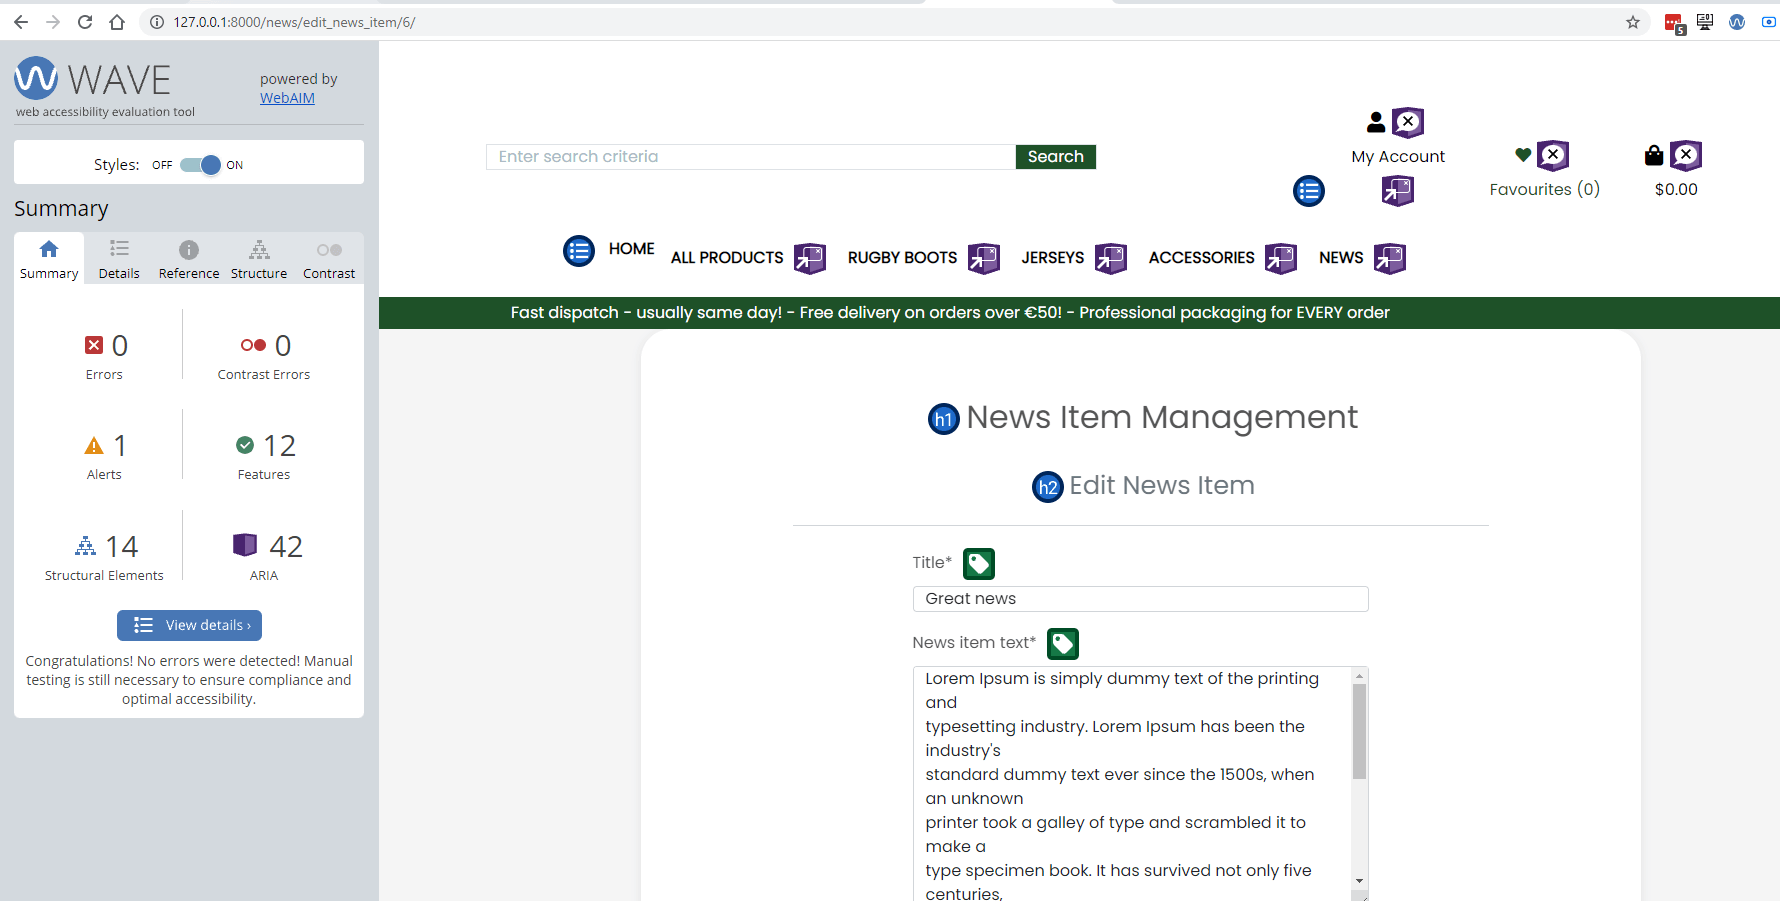 127.0.0.1:8000/news/edit_news_item/6/
5
WAVE
web accessibility evaluation tool
powered by
WebAIM
Styles: OFF ON
Summary
Summary Details Reference Structure Contrast
0
Errors
0
Contrast Errors
1
Alerts
12
Features
14
Structural Elements
42
ARIA
View details ›
Congratulations! No errors were detected! Manual
testing is still necessary to ensure compliance and
optimal accessibility.
Enter search criteria
Search
My Account
Favourites (0)
$0.00
HOME ALL PRODUCTS RUGBY BOOTS JERSEYS ACCESSORIES NEWS
Fast dispatch - usually same day! - Free delivery on orders over €50! - Professional packaging for EVERY order
h1 News Item Management
h2 Edit News Item
Title*
Great news
News item text*
Lorem Ipsum is simply dummy text of the printing
and
typesetting industry. Lorem Ipsum has been the
industry's
standard dummy text ever since the 1500s, when
an unknown
printer took a galley of type and scrambled it to
make a
type specimen book. It has survived not only five
centuries,